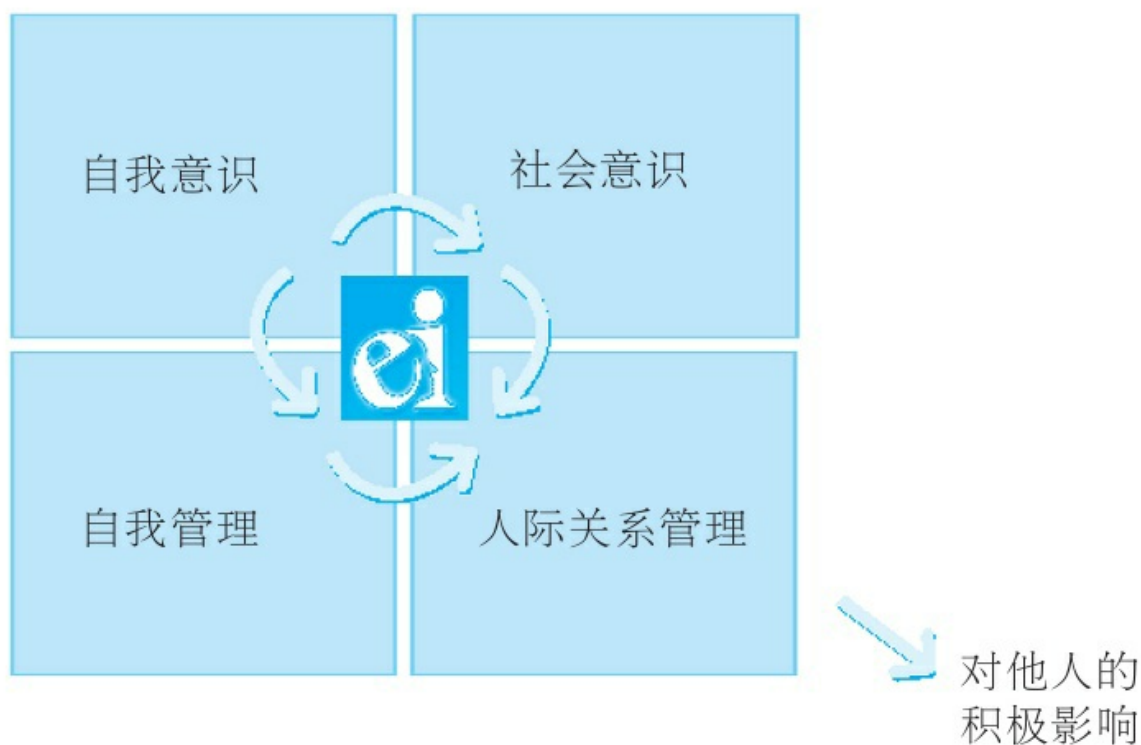 自我意识
社会意识
ei
自我管理
人际关系管理
对他人的
积极影响